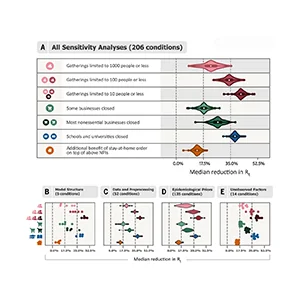 A All Sensitivity Analyses (206 conditions)
Gatherings limited to 1000 people or less
Gatherings limited to 100 people or less
Gatherings limited to 10 people or less
Some businesses closed
Most nonessential businesses closed
Schools and universities closed
Additional benefit of stay-at-home order
on top of above NPIs
0.0% 17.5% 35.0% 52.5%
Median reduction in Rt
B Model Structure
C Data and Preprocessing
D Epidemiological Priors
E Unobserved Factors
Median reduction in Rt